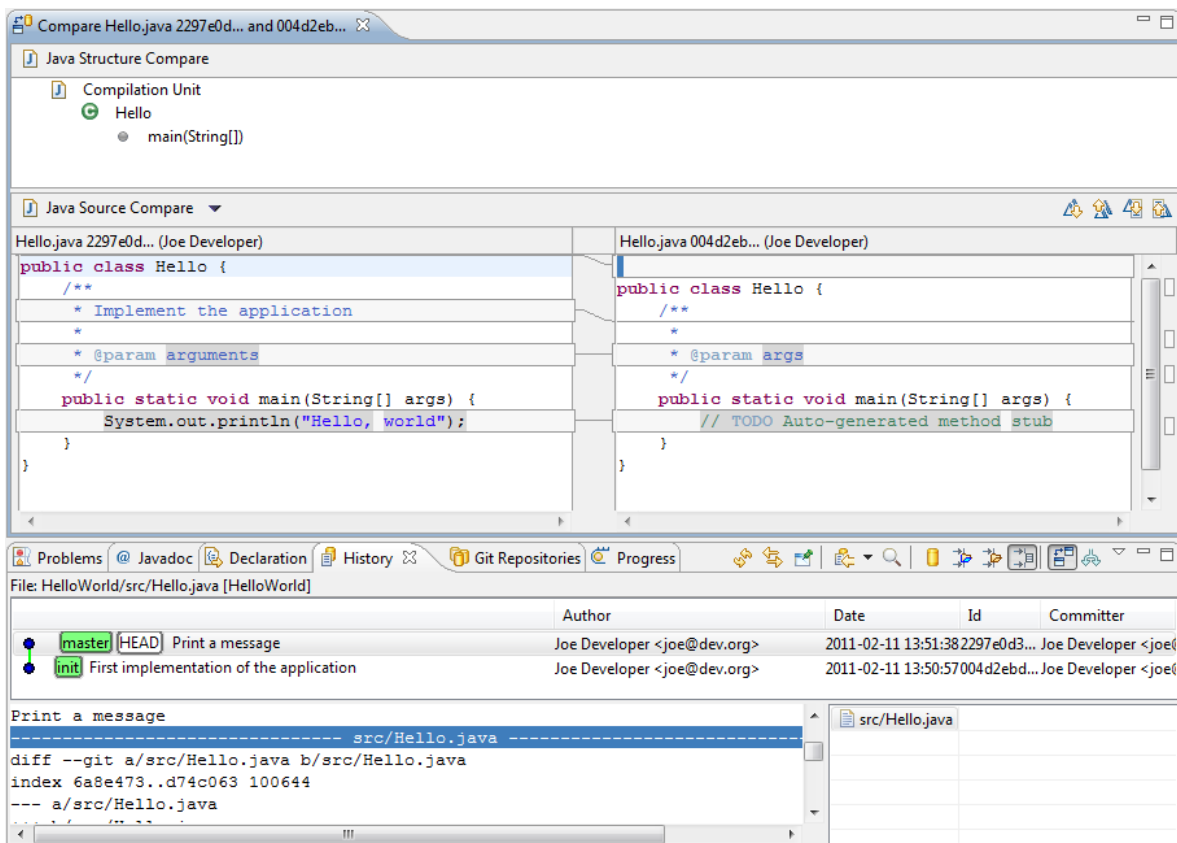 Compare Hello.java 2297e0d... and 004d2eb...
Java Structure Compare
Compilation Unit
Hello
main(String[])
Java Source Compare
Hello.java 2297e0d... (Joe Developer)
public class Hello {
/**
* Implement the application
*
* @param arguments
*/
public static void main(String[] args) {
System.out.println("Hello, world");
}
}
Hello.java 004d2eb... (Joe Developer)
public class Hello {
/**
*
* @param args
*/
public static void main(String[] args) {
// TODO Auto-generated method stub
}
}
Problems @ Javadoc Declaration History Git Repositories Progress
File: HelloWorld/src/Hello.java [HelloWorld]
Author Date Id Committer
master HEAD Print a message Joe Developer <joe@dev.org> 2011-02-11 13:51:38 2297e0d3... Joe Developer <joe
init First implementation of the application Joe Developer <joe@dev.org> 2011-02-11 13:50:57 004d2ebd... Joe Developer <joe
Print a message
-------------------------------- src/Hello.java -----------------------------
diff --git a/src/Hello.java b/src/Hello.java
index 6a8e473..d74c063 100644
--- a/src/Hello.java
src/Hello.java